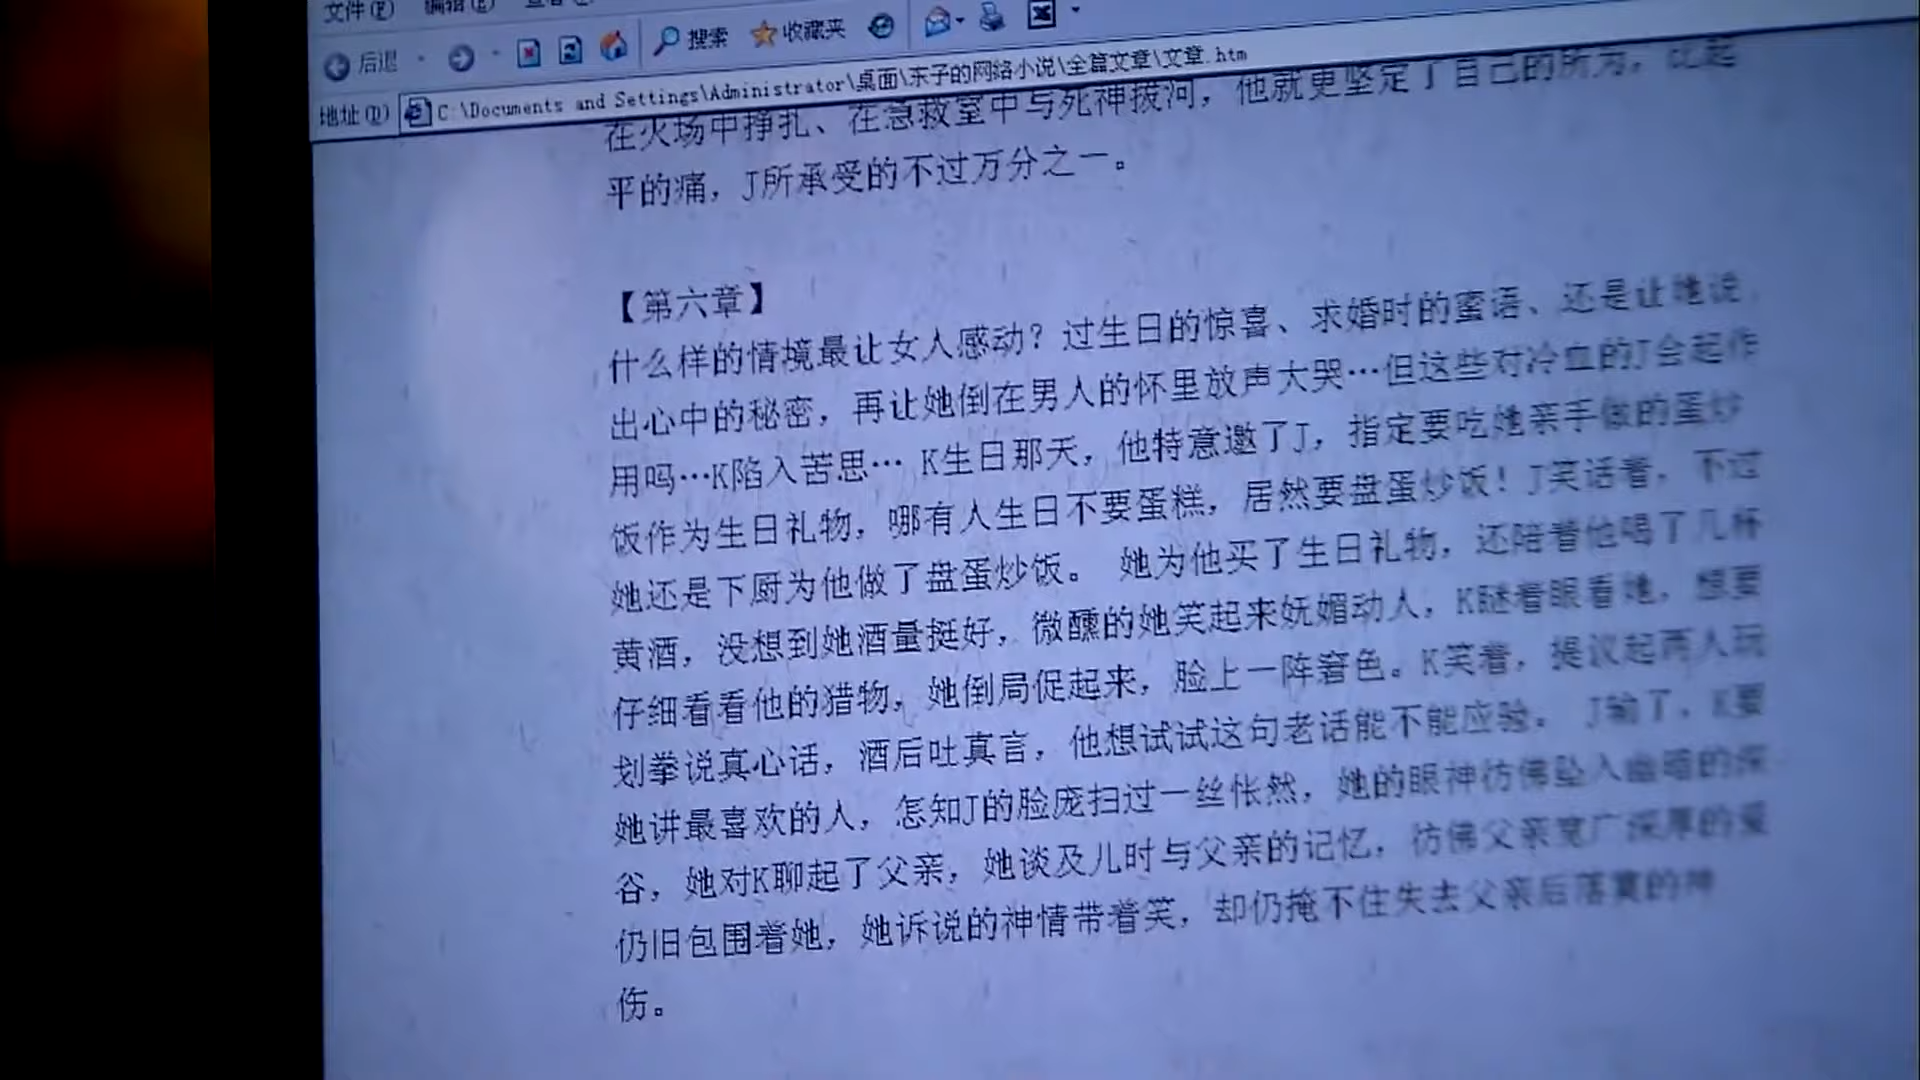 文件(F) 编辑(E)
后退 搜索 收藏夹
地址(D) C:\Documents and Settings\Administrator\桌面\东子的网络小说\全篇文章\文章.htm
在火场中挣扎、在急救室中与死神拔河，他就更坚定了自己的所为。比起
平的痛，J所承受的不过万分之一。
【第六章】
什么样的情境最让女人感动？过生日的惊喜、求婚时的蜜语、还是让她说
出心中的秘密，再让她倒在男人的怀里放声大哭…但这些对冷血的J会起作
用吗…K陷入苦思… K生日那天，他特意邀了J，指定要吃她亲手做的蛋炒
饭作为生日礼物，哪有人生日不要蛋糕，居然要盘蛋炒饭！J笑话着，不过
她还是下厨为他做了盘蛋炒饭。 她为他买了生日礼物，还陪着他喝了几杯
黄酒，没想到她酒量挺好，微醺的她笑起来妩媚动人，K瞇着眼看她，想要
仔细看看他的猎物，她倒局促起来，脸上一阵窘色。K笑着，提议起两人玩
划拳说真心话，酒后吐真言，他想试试这句老话能不能应验。 J输了，K要
她讲最喜欢的人，怎知J的脸庞扫过一丝怅然，她的眼神彷佛坠入幽暗的深
谷，她对K聊起了父亲，她谈及儿时与父亲的记忆，彷佛父亲宽广深厚的爱
仍旧包围着她，她诉说的神情带着笑，却仍掩不住失去父亲后落寞的神
伤。